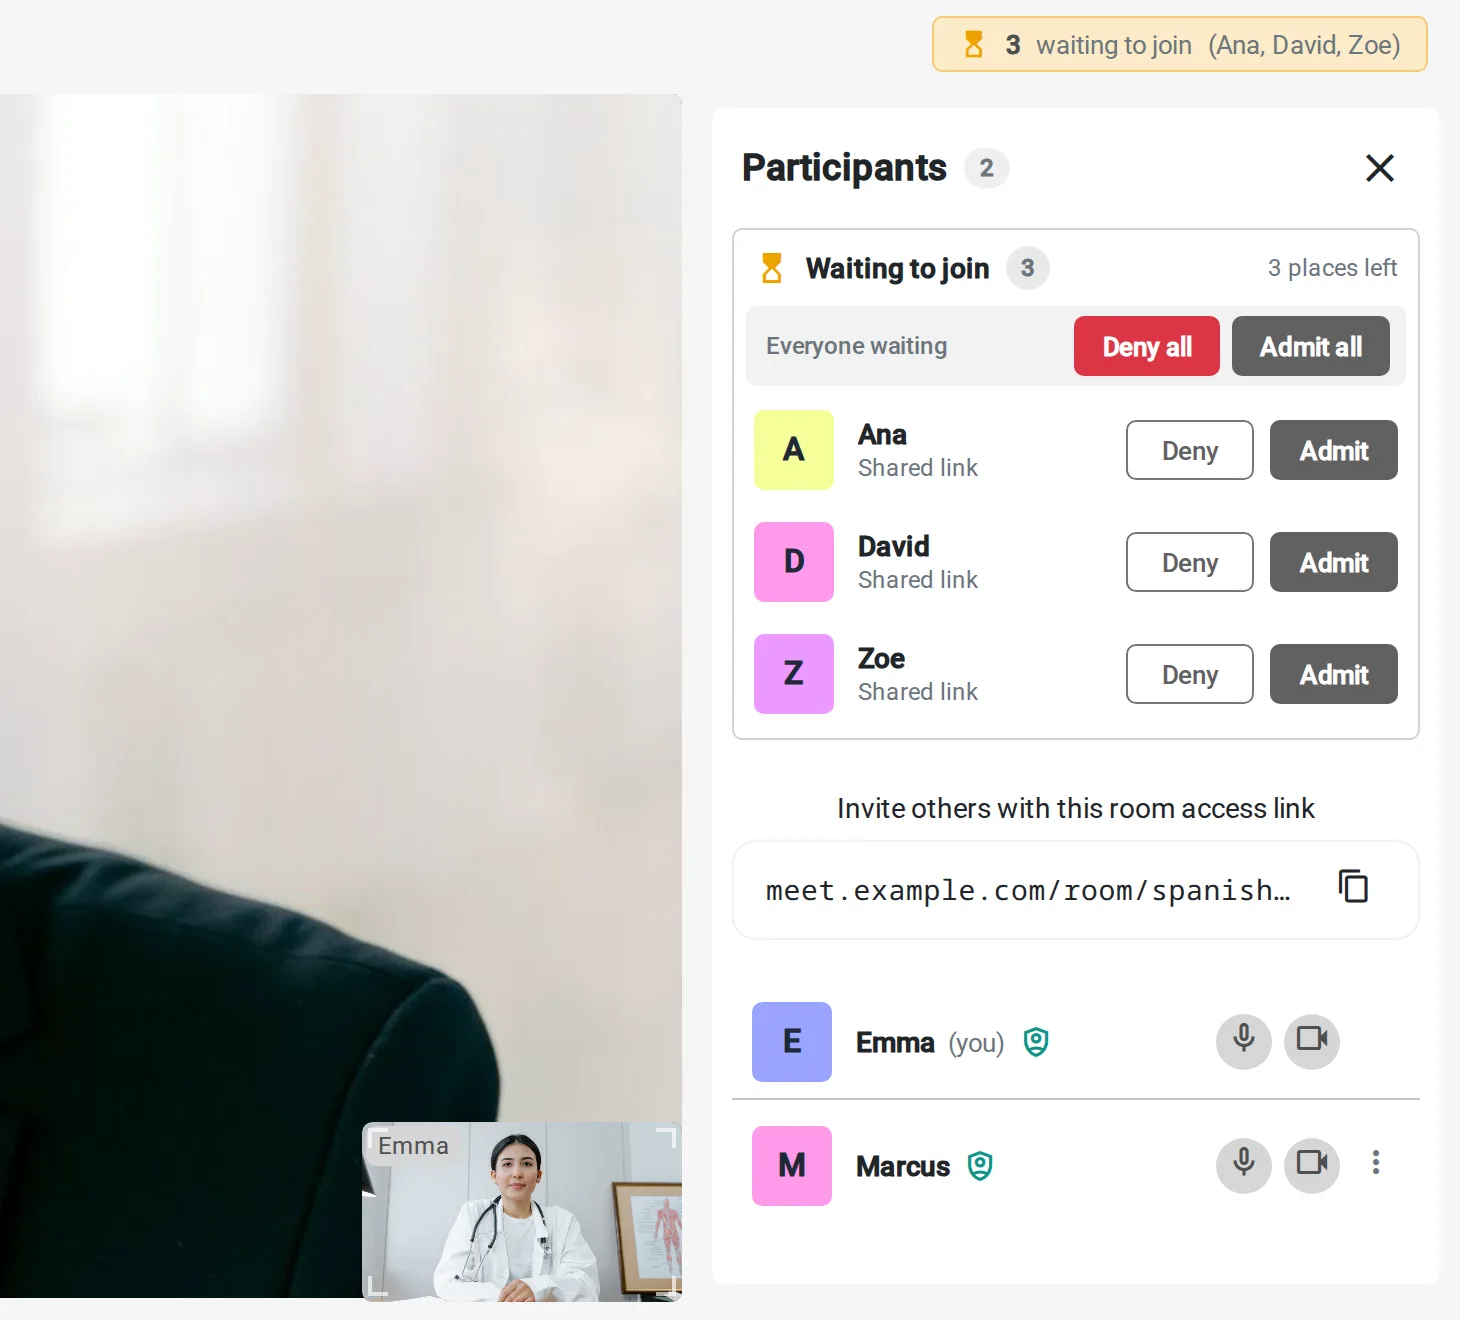 3 waiting to join (Ana, David, Zoe)
Participants 2
Waiting to join 3 3 places left
Everyone waiting Deny all Admit all
A Ana
Shared link
Deny Admit
D David
Shared link
Deny Admit
Z Zoe
Shared link
Deny Admit
Invite others with this room access link
meet.example.com/room/spanish…
E Emma (you)
M Marcus
Emma